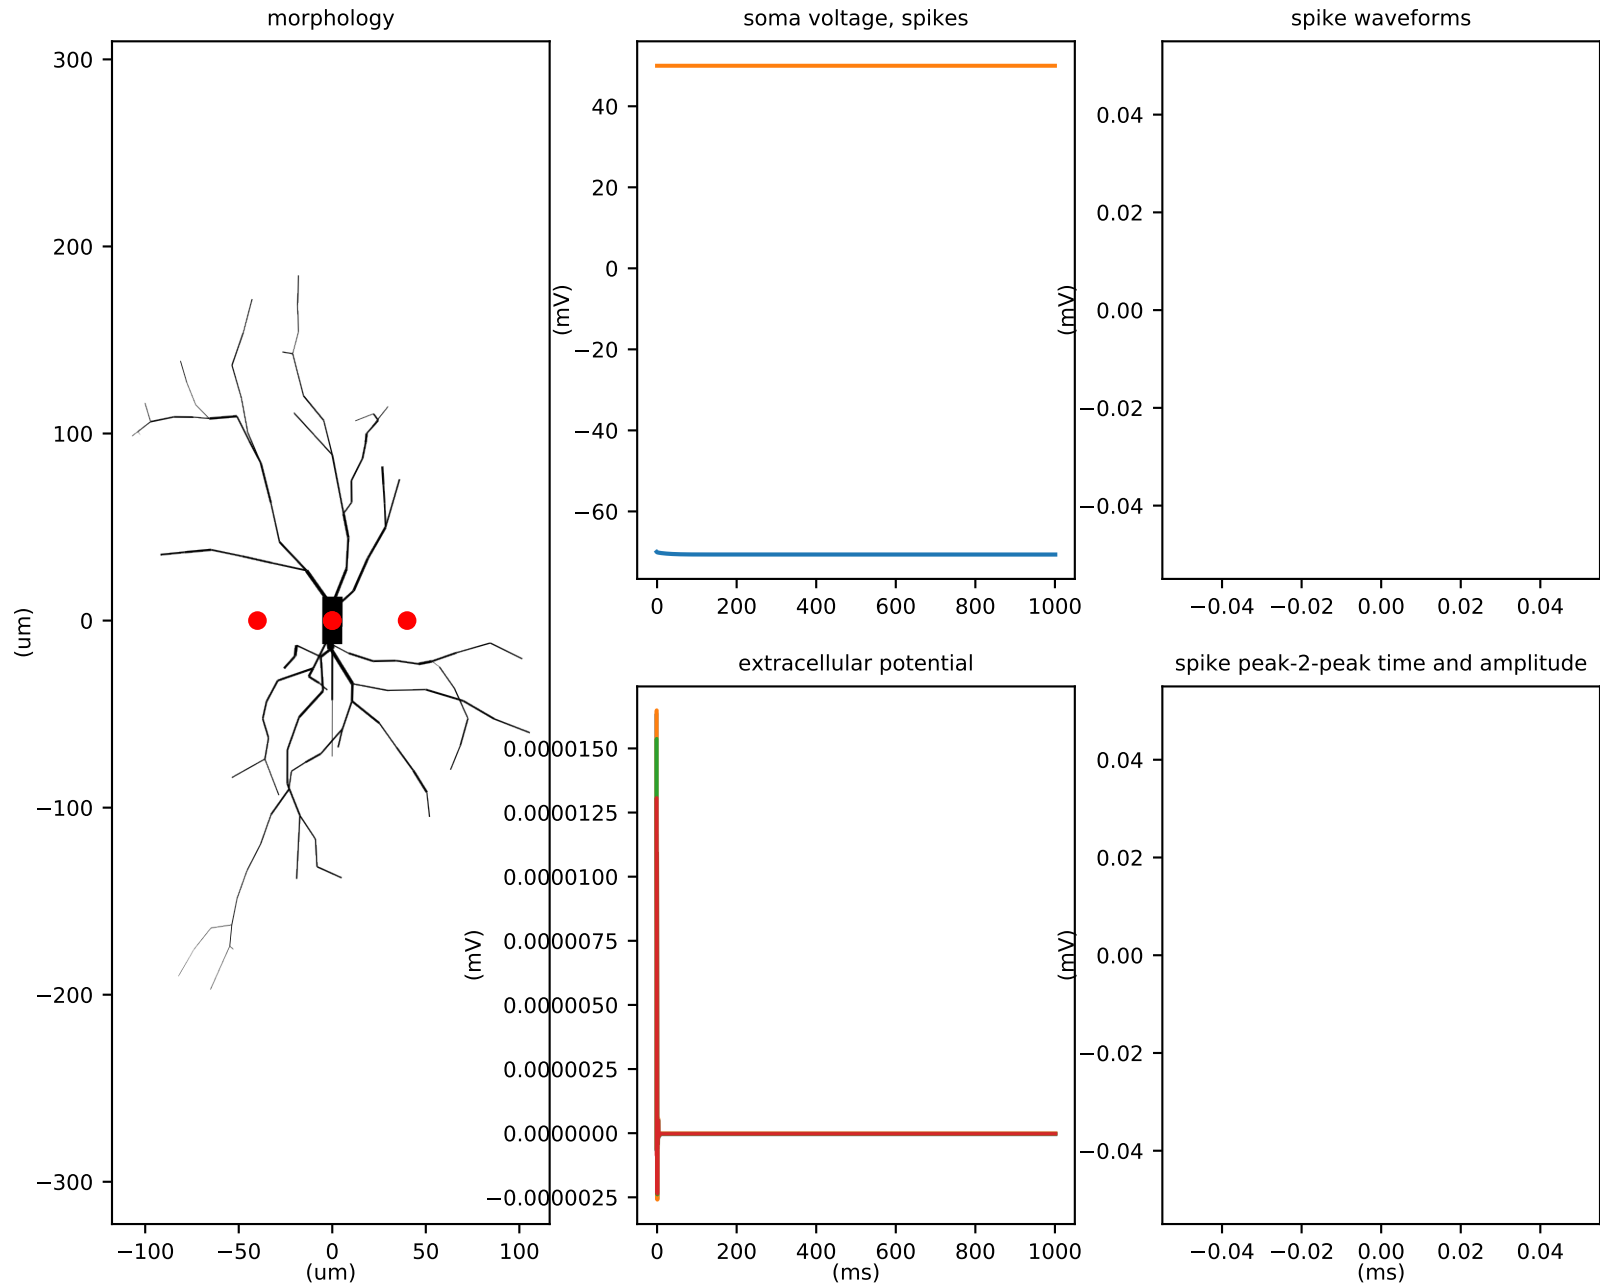 morphology
300
200
100
0
−100
−200
−300
(um)
−100 −50 0 50 100
(um)
soma voltage, spikes
40
20
0
−20
−40
−60
(mV)
0 200 400 600 800 1000
spike waveforms
0.04
0.02
0.00
−0.02
−0.04
(mV)
−0.04 −0.02 0.00 0.02 0.04
extracellular potential
0.0000150
0.0000125
0.0000100
0.0000075
0.0000050
0.0000025
0.0000000
−0.0000025
(mV)
0 200 400 600 800 1000
(ms)
spike peak-2-peak time and amplitude
0.04
0.02
0.00
−0.02
−0.04
(mV)
−0.04 −0.02 0.00 0.02 0.04
(ms)